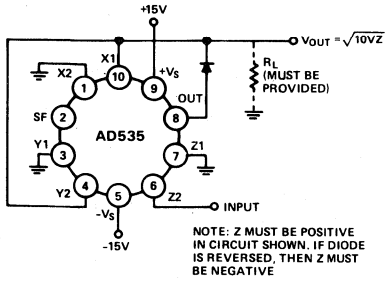 +15V
VOUT = √10VZ
X1
X2
10
+VS
1
9
RL
(MUST BE
PROVIDED)
OUT
SF
2
8
AD535
Y1
3
7
Z1
4
5
6
Y2
Z2
-VS
INPUT
-15V
NOTE: Z MUST BE POSITIVE
IN CIRCUIT SHOWN. IF DIODE
IS REVERSED, THEN Z MUST
BE NEGATIVE